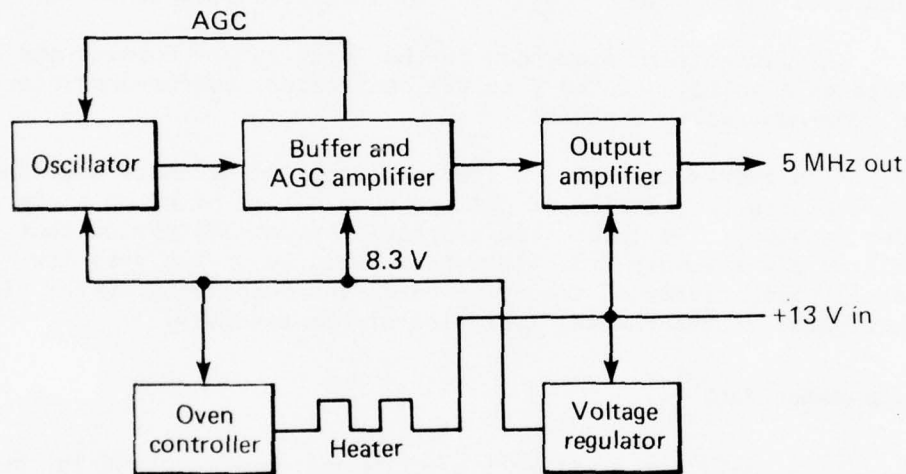 AGC
Oscillator
Buffer and
AGC amplifier
Output
amplifier
5 MHz out
8.3 V
+13 V in
Oven
controller
Heater
Voltage
regulator